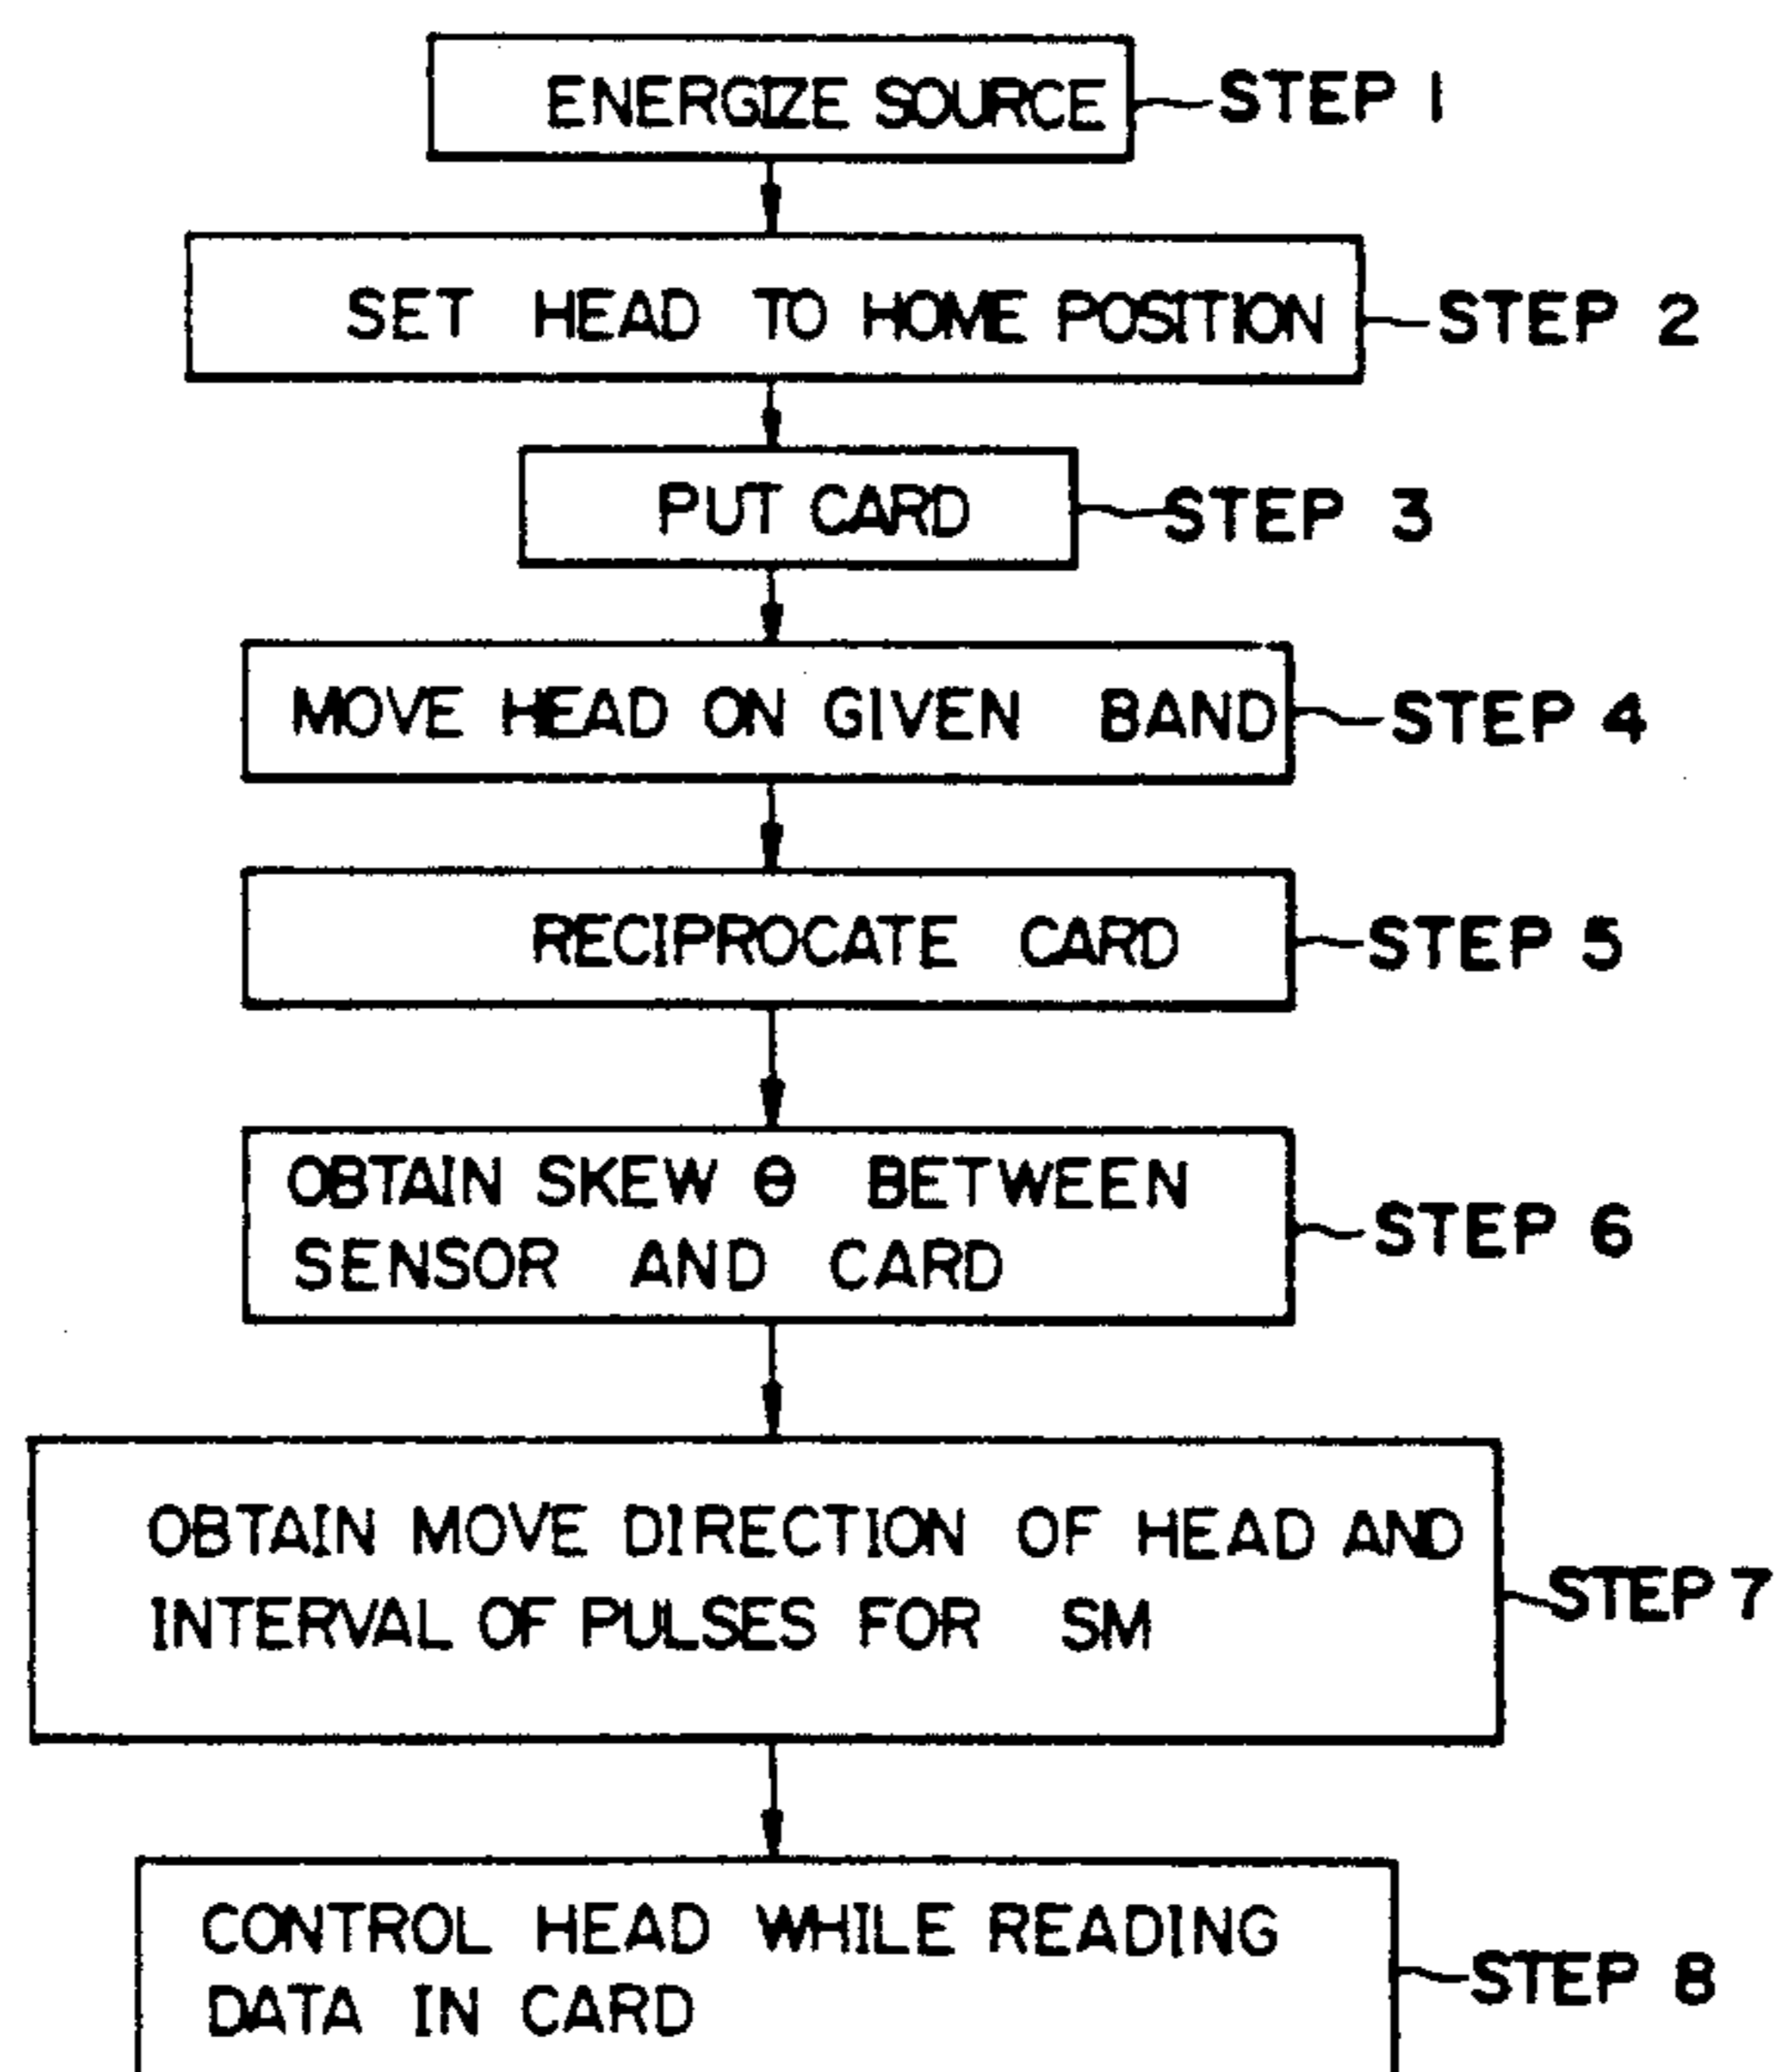 ENERGIZE SOURCE STEP 1
SET HEAD TO HOME POSITION STEP 2
PUT CARD STEP 3
MOVE HEAD ON GIVEN BAND STEP 4
RECIPROCATE CARD STEP 5
OBTAIN SKEW θ BETWEEN
SENSOR AND CARD
STEP 6
OBTAIN MOVE DIRECTION OF HEAD AND
INTERVAL OF PULSES FOR SM
STEP 7
CONTROL HEAD WHILE READING
DATA IN CARD
STEP 8